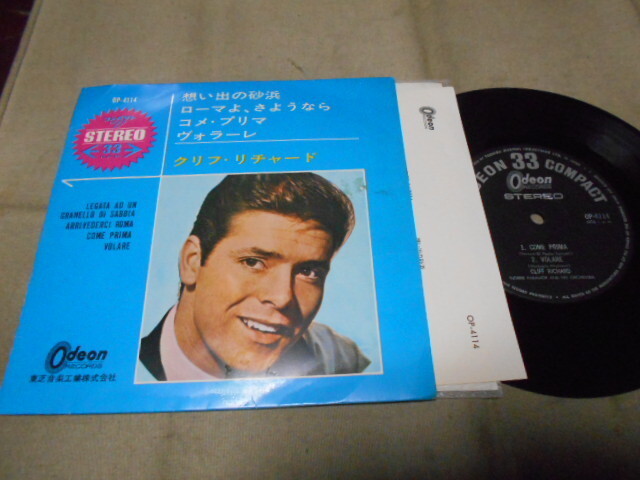 OP-4114
STEREO
33
想い出の砂浜
ローマよ、さようなら
コメ・プリマ
ヴォラーレ
クリフ・リチャード
LEGATA AD UN
GRANELLO DI SABBIA
ARRIVEDERCI ROMA
COME PRIMA
VOLARE
Odeon
RECORDS
東芝音楽工業株式会社
Odeon
OP-4114
ODEON 33 COMPACT
Odeon
STEREO
OP-4114
1. COME PRIMA
2. VOLARE
CLIFF RICHARD